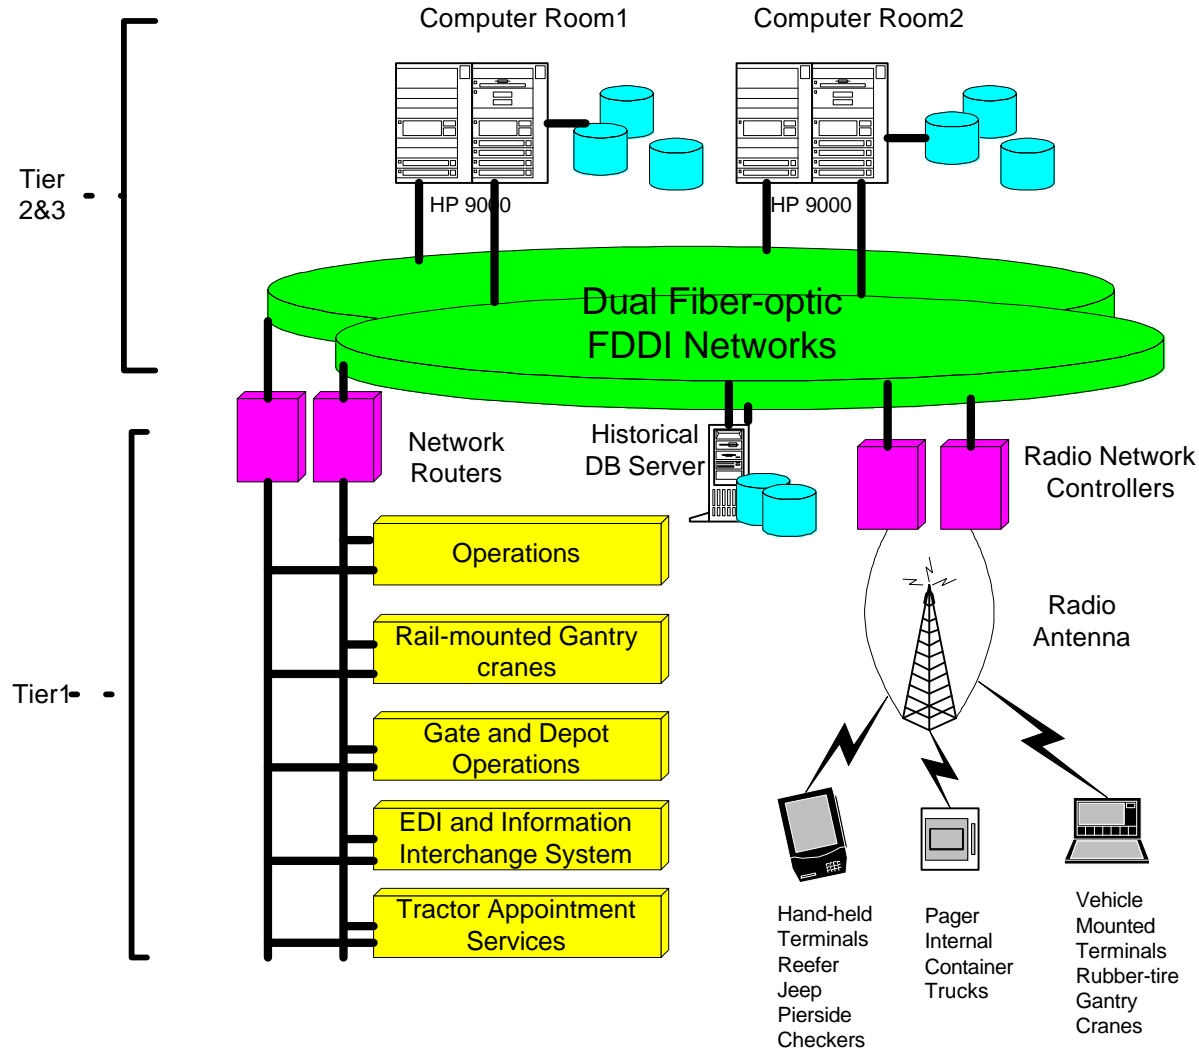 Computer Room1
Computer Room2
Tier
2&3
HP 9000
HP 9000
Dual Fiber-optic
FDDI Networks
Network
Routers
Historical
DB Server
Radio Network
Controllers
Operations
Radio
Antenna
Rail-mounted Gantry
cranes
Tier1
Gate and Depot
Operations
EDI and Information
Interchange System
Tractor Appointment
Services
Hand-held
Terminals
Reefer
Jeep
Pierside
Checkers
Pager
Internal
Container
Trucks
Vehicle
Mounted
Terminals
Rubber-tire
Gantry
Cranes